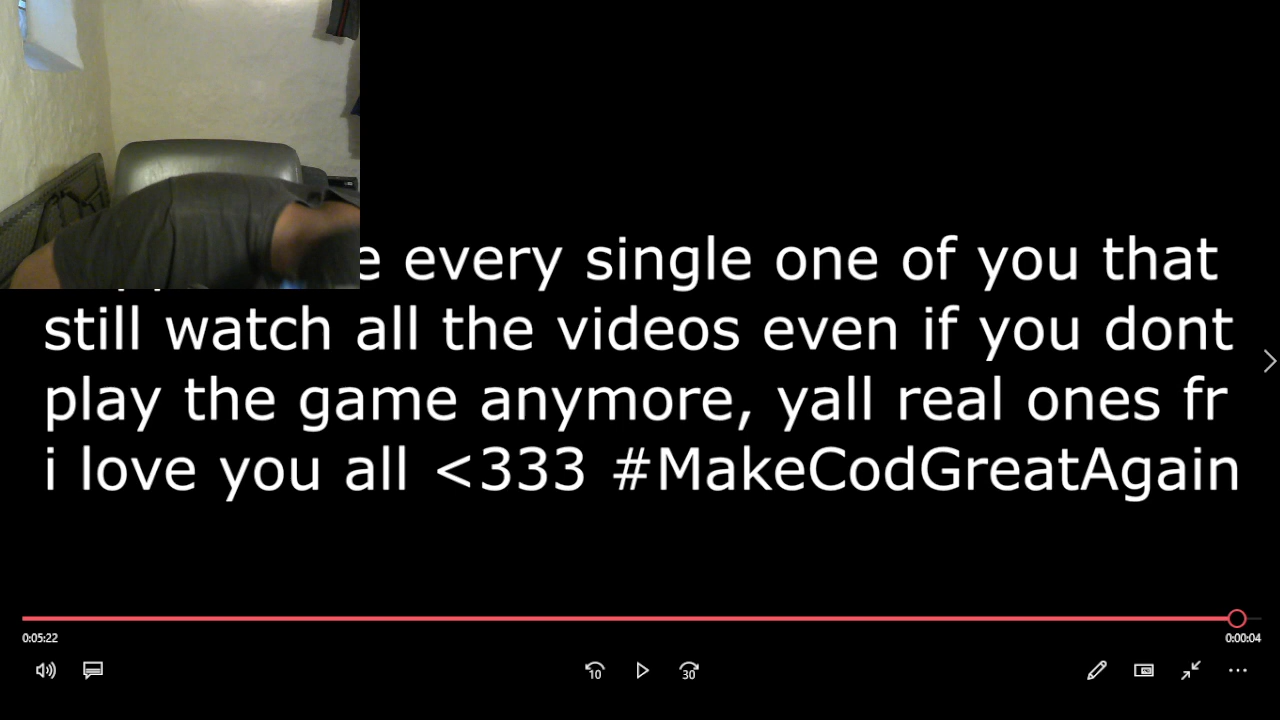 every single one of you that
still watch all the videos even if you dont
play the game anymore, yall real ones fr
i love you all <333 #MakeCodGreatAgain
0:05:22
0:00:04
10
30